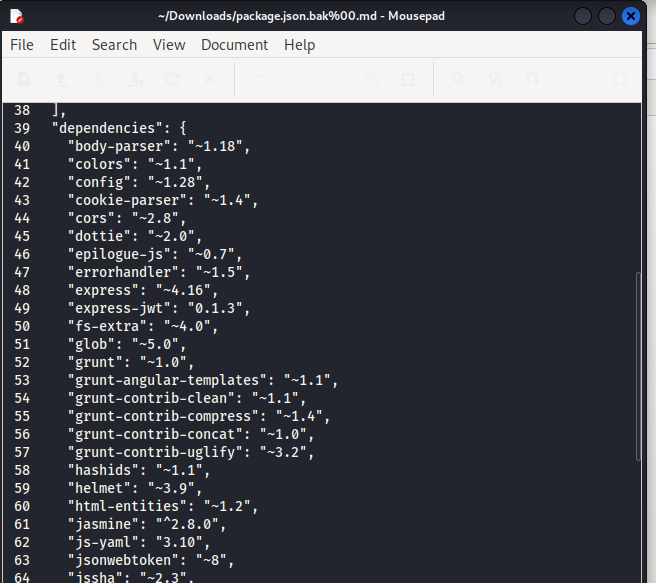 ~/Downloads/package.json.bak%00.md - Mousepad
File Edit Search View Document Help
38 ],
39 "dependencies": {
40 "body-parser": "~1.18",
41 "colors": "~1.1",
42 "config": "~1.28",
43 "cookie-parser": "~1.4",
44 "cors": "~2.8",
45 "dottie": "~2.0",
46 "epilogue-js": "~0.7",
47 "errorhandler": "~1.5",
48 "express": "~4.16",
49 "express-jwt": "0.1.3",
50 "fs-extra": "~4.0",
51 "glob": "~5.0",
52 "grunt": "~1.0",
53 "grunt-angular-templates": "~1.1",
54 "grunt-contrib-clean": "~1.1",
55 "grunt-contrib-compress": "~1.4",
56 "grunt-contrib-concat": "~1.0",
57 "grunt-contrib-uglify": "~3.2",
58 "hashids": "~1.1",
59 "helmet": "~3.9",
60 "html-entities": "~1.2",
61 "jasmine": "^2.8.0",
62 "js-yaml": "3.10",
63 "jsonwebtoken": "~8",
64 "jssha": "~2.3",